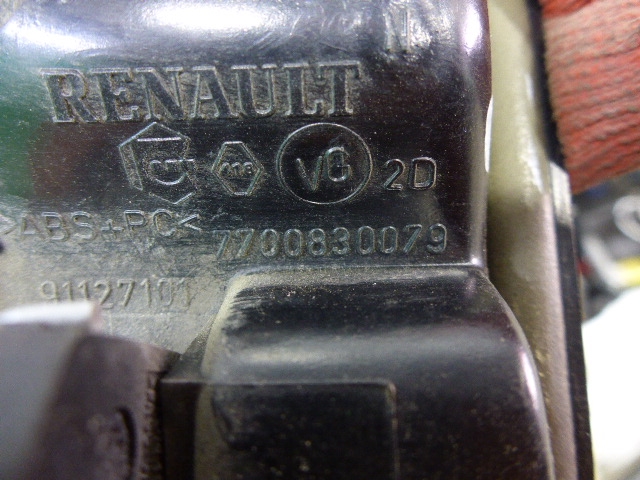 RENAULT
VG 2D
>ABS+PC<
7700830079
91127101